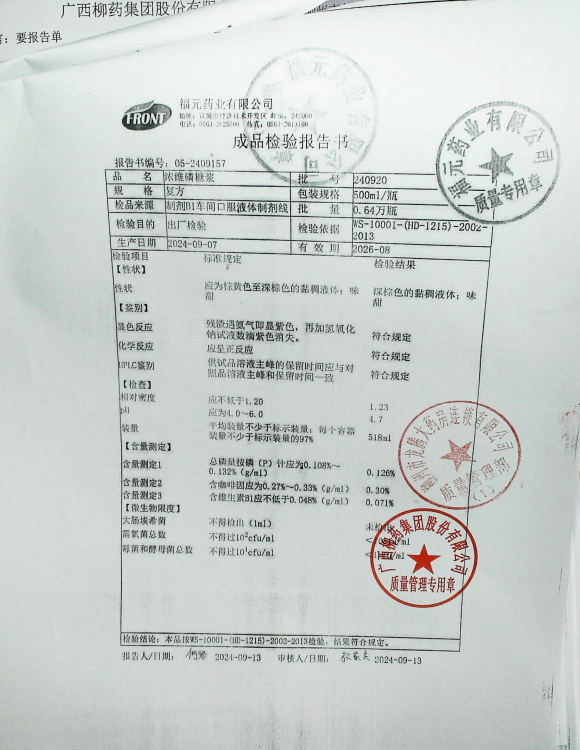 广西柳药集团股份有
要报告单
FRONT
福元药业有限公司
成品检验报告书
报告书编号: 05-2409157
品 名 浓维磷糖浆 批 号 240920
规 格 复方 包装规格 500ml/瓶
检品来源 制剂B1车间口服液体制剂线 批 量 0.64万瓶
检验目的 出厂检验 检验依据 WS-10001-(HD-1215)-2002-2013
生产日期 2024-09-07 有 效 期 2026-08
检验项目 标准规定 检验结果
【性状】
性状 应为棕黄色至深棕色的黏稠液体; 味甜 深棕色的黏稠液体; 味甜
【鉴别】
显色反应 残渣遇氨气即显紫色, 再加氢氧化钠试液数滴紫色消失。 符合规定
化学反应 应呈正反应 符合规定
HPLC鉴别 供试品溶液主峰的保留时间应与对照品溶液主峰和保留时间一致 符合规定
【检查】
相对密度 应不低于1.20 1.23
pH 应为4.0~6.0 4.7
装量 平均装量不少于标示装量; 每个容器装量不少于标示装量的97% 518ml
【含量测定】
含量测定1 总磷量按磷 (P) 计应为0.108%~0.132% (g/ml) 0.126%
含量测定2 含咖啡因应为0.27%~0.33% (g/ml) 0.30%
含量测定3 含维生素B1应不低于0.048% (g/ml) 0.071%
【微生物限度】
大肠埃希菌 不得检出 (1ml) 未检
需氧菌总数 不得过10²cfu/ml
霉菌和酵母菌总数 不得过10¹cfu/ml
检验结论: 本品按WS-10001-(HD-1215)-2002-2013检验, 结果符合规定。
报告人/日期: 2024-09-13 审核人/日期: 2024-09-13
福元药业有限公司
质量专用章
广西柳药集团股份有限公司
质量管理专用章